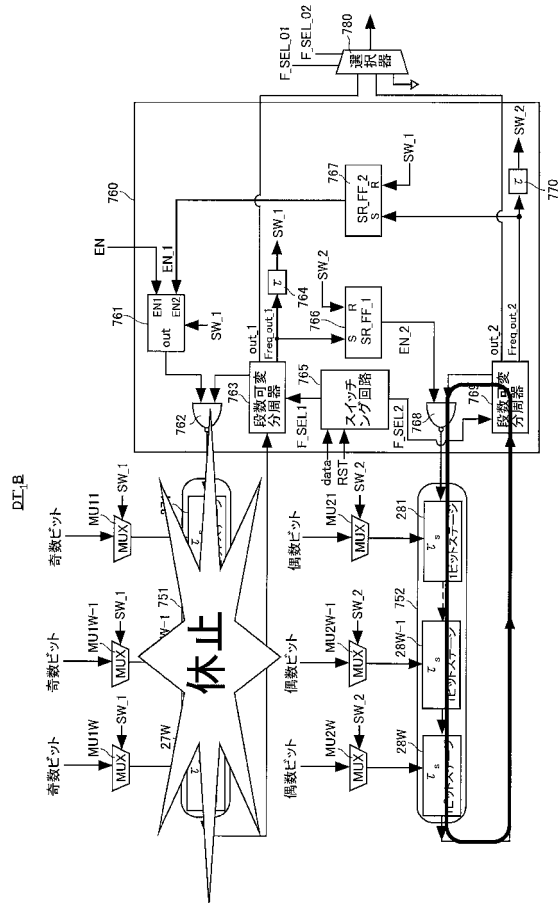 DT_1B
奇数ビット
奇数ビット
奇数ビット
MU1W
MU1W-1
MU11
MUX
MUX
MUX
SW_1
SW_1
SW_1
27W
W-1
751
休止
偶数ビット
偶数ビット
偶数ビット
MU2W
MU2W-1
MU21
MUX
MUX
MUX
SW_2
SW_2
SW_2
28W
28W-1
752
281
τs
τs
τs
1ビットステージ
1ビットステージ
1ビットステージ
EN
760
761
EN1
EN2
out
EN_1
SW_1
762
763
段数可変
分周器
out_1
Freq_out_1
764
τ
SW_1
F_SEL1
765
スイッチ
ング回路
data
RST
F_SEL2
766
S
R
SR_FF_1
SW_2
EN_2
767
SR_FF_2
S
R
SW_1
768
769
段数可変
分周器
out_2
Freq_out_2
τ
SW_2
770
F_SEL_01
F_SEL_02
780
選択器